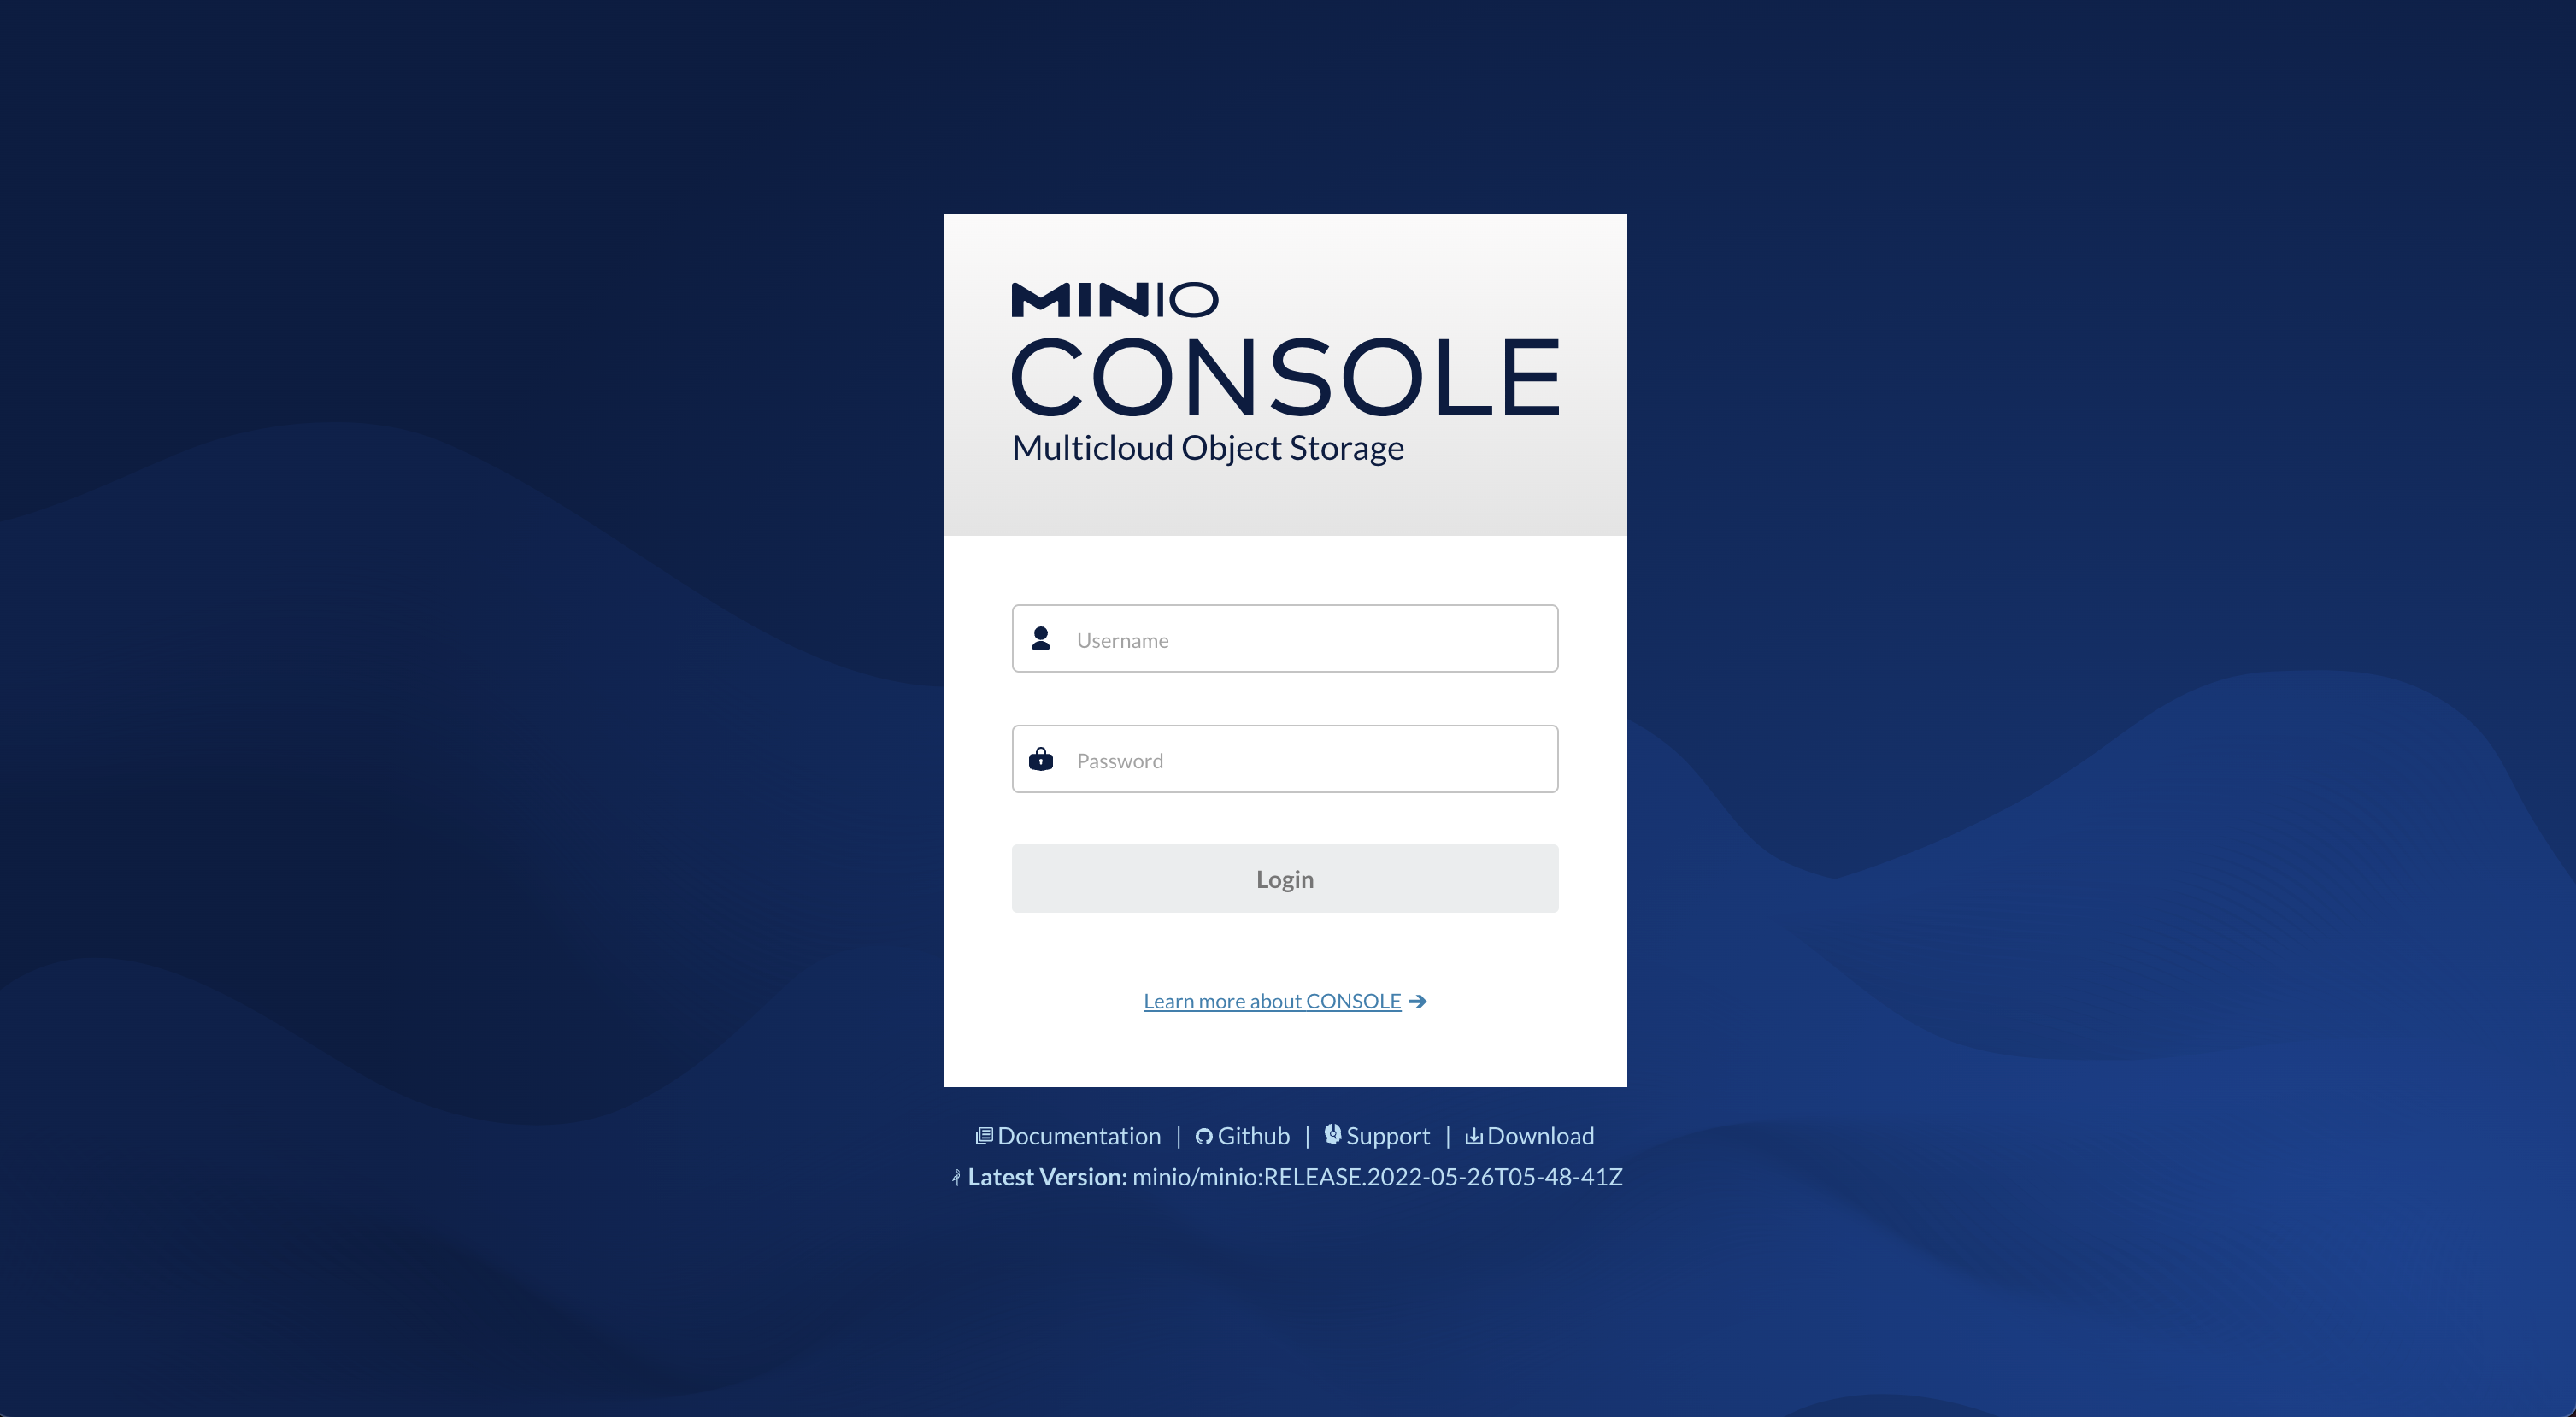 MINIO
CONSOLE
Multicloud Object Storage
Username
Password
Login
Learn more about CONSOLE ➔
Documentation | Github | Support | Download
Latest Version: minio/minio:RELEASE.2022-05-26T05-48-41Z